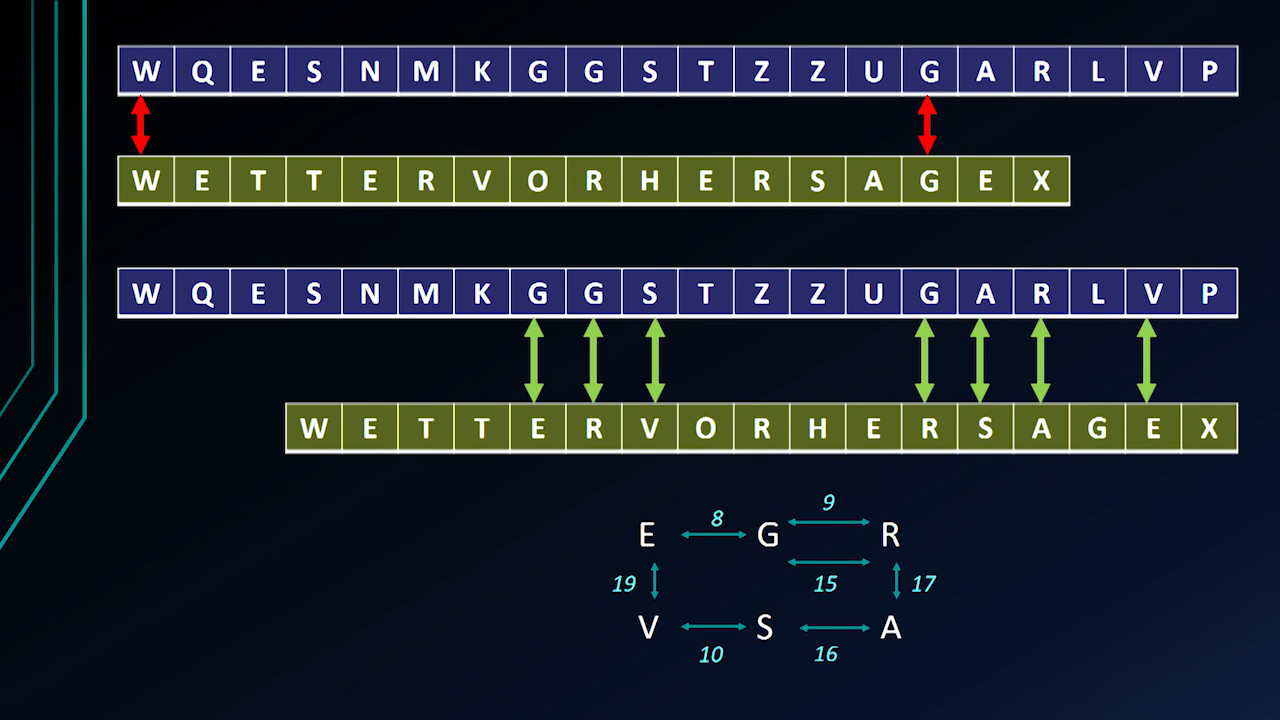 W Q E S N M K G G S T Z Z U G A R L V P
W E T T E R V O R H E R S A G E X
W Q E S N M K G G S T Z Z U G A R L V P
W E T T E R V O R H E R S A G E X
9
8
E G R
15
19 17
V S A
10 16